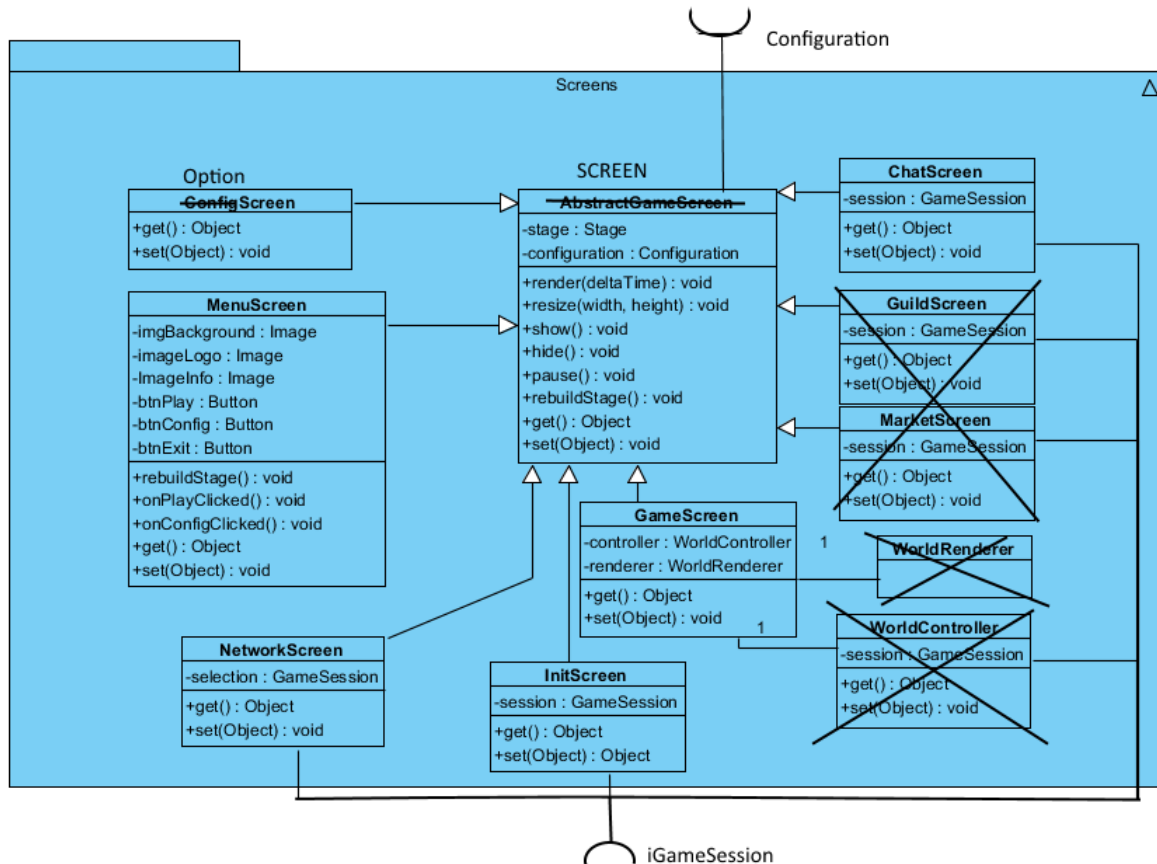 Configuration
Screens
Option
ConfigScreen
+get() : Object
+set(Object) : void
MenuScreen
-imgBackground : Image
-imageLogo : Image
-ImageInfo : Image
-btnPlay : Button
-btnConfig : Button
-btnExit : Button
+rebuildStage() : void
+onPlayClicked() : void
+onConfigClicked() : void
+get() : Object
+set(Object) : void
SCREEN
AbstractGameScreen
-stage : Stage
-configuration : Configuration
+render(deltaTime) : void
+resize(width, height) : void
+show() : void
+hide() : void
+pause() : void
+rebuildStage() : void
+get() : Object
+set(Object) : void
ChatScreen
-session : GameSession
+get() : Object
+set(Object) : void
GuildScreen
-session : GameSession
+get() : Object
+set(Object) : void
MarketScreen
-session : GameSession
+get() : Object
+set(Object) : void
GameScreen
-controller : WorldController
-renderer : WorldRenderer
+get() : Object
+set(Object) : void
1
1
WorldRenderer
WorldController
-session : GameSession
+get() : Object
+set(Object) : void
NetworkScreen
-selection : GameSession
+get() : Object
+set(Object) : void
InitScreen
-session : GameSession
+get() : Object
+set(Object) : Object
iGameSession